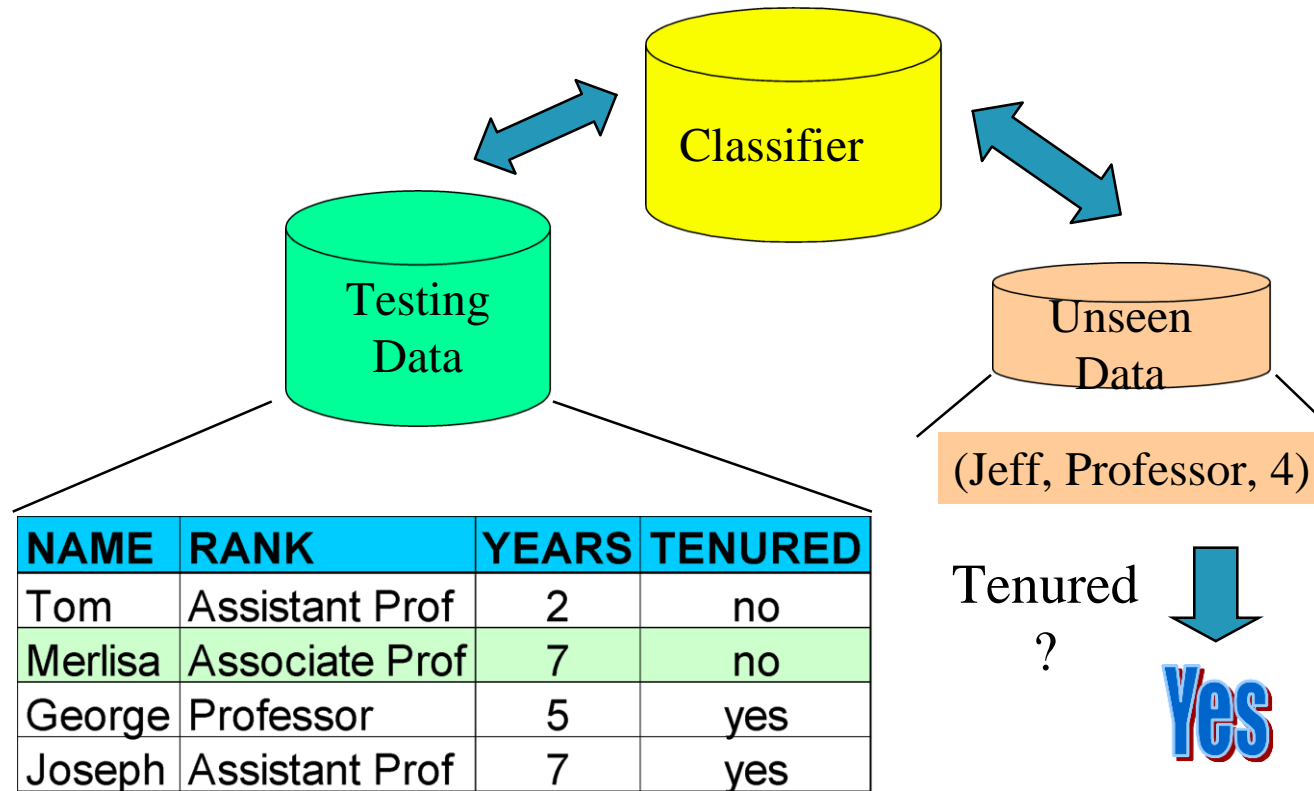 Classifier
Testing
Data
Unseen
Data
(Jeff, Professor, 4)
NAME RANK YEARS TENURED
Tom Assistant Prof 2 no
Merlisa Associate Prof 7 no
George Professor 5 yes
Joseph Assistant Prof 7 yes
Tenured
?
Yes